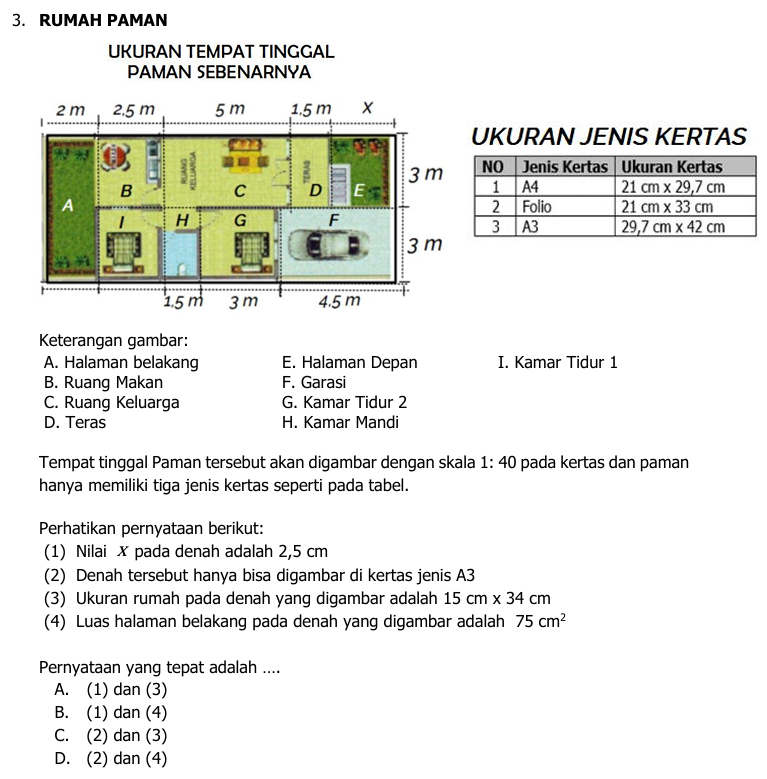 3. RUMAH PAMAN
UKURAN TEMPAT TINGGAL
PAMAN SEBENARNYA
2 m 2,5 m 5 m 1,5 m X
RUANG
KELUARGA
TERAS
A B C D E
I H G F
3 m
3 m
1,5 m 3 m 4,5 m
UKURAN JENIS KERTAS
NO Jenis Kertas Ukuran Kertas
1 A4 21 cm x 29,7 cm
2 Folio 21 cm x 33 cm
3 A3 29,7 cm x 42 cm
Keterangan gambar:
A. Halaman belakang E. Halaman Depan I. Kamar Tidur 1
B. Ruang Makan F. Garasi
C. Ruang Keluarga G. Kamar Tidur 2
D. Teras H. Kamar Mandi
Tempat tinggal Paman tersebut akan digambar dengan skala 1: 40 pada kertas dan paman
hanya memiliki tiga jenis kertas seperti pada tabel.
Perhatikan pernyataan berikut:
(1) Nilai X pada denah adalah 2,5 cm
(2) Denah tersebut hanya bisa digambar di kertas jenis A3
(3) Ukuran rumah pada denah yang digambar adalah 15 cm x 34 cm
(4) Luas halaman belakang pada denah yang digambar adalah 75 cm²
Pernyataan yang tepat adalah ....
A. (1) dan (3)
B. (1) dan (4)
C. (2) dan (3)
D. (2) dan (4)